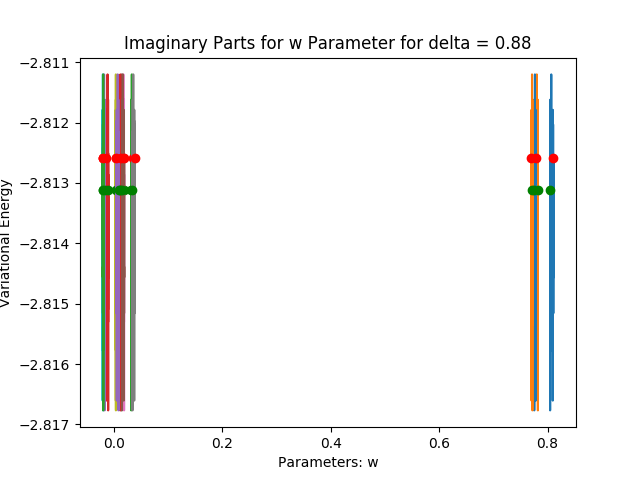 Imaginary Parts for w Parameter for delta = 0.88
−2.811
−2.812
−2.813
−2.814
−2.815
−2.816
−2.817
Variational Energy
0.0 0.2 0.4 0.6 0.8
Parameters: w